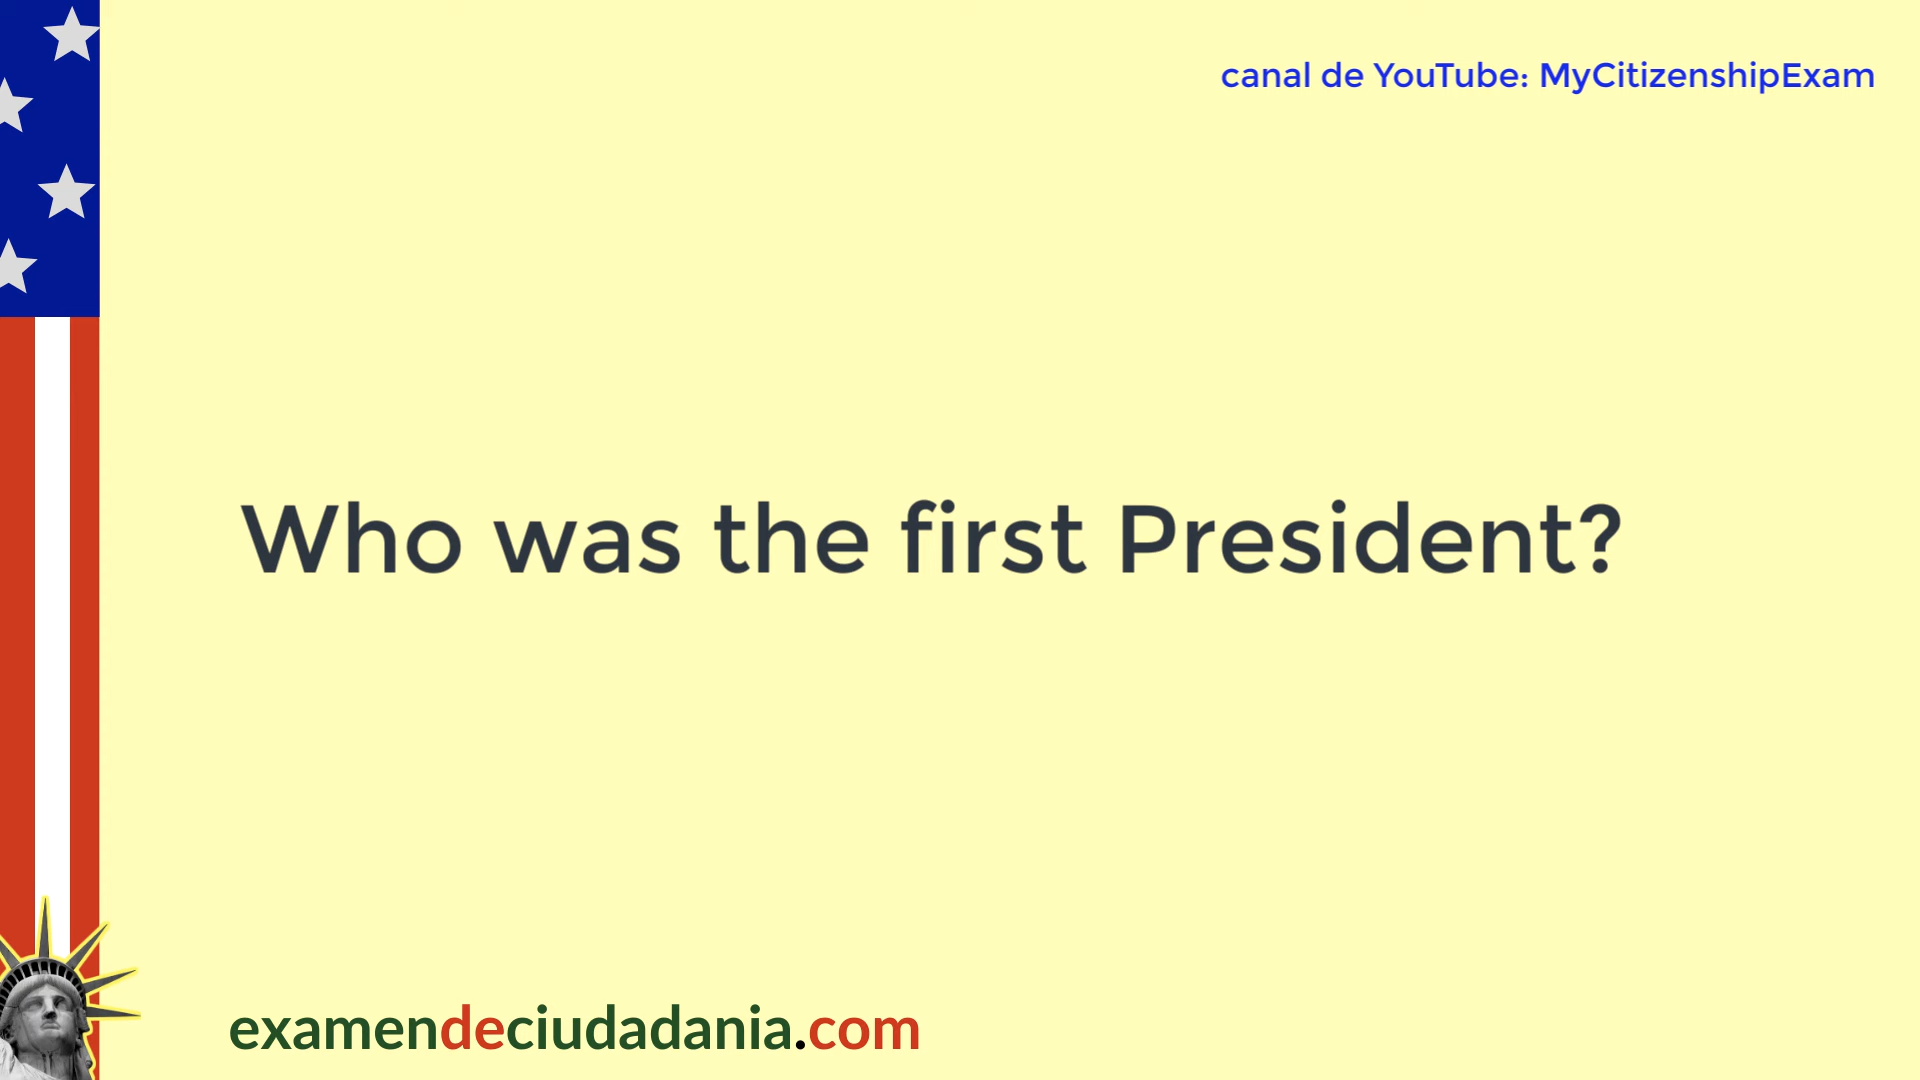 canal de YouTube: MyCitizenshipExam
Who was the first President?
examendeciudadania.com